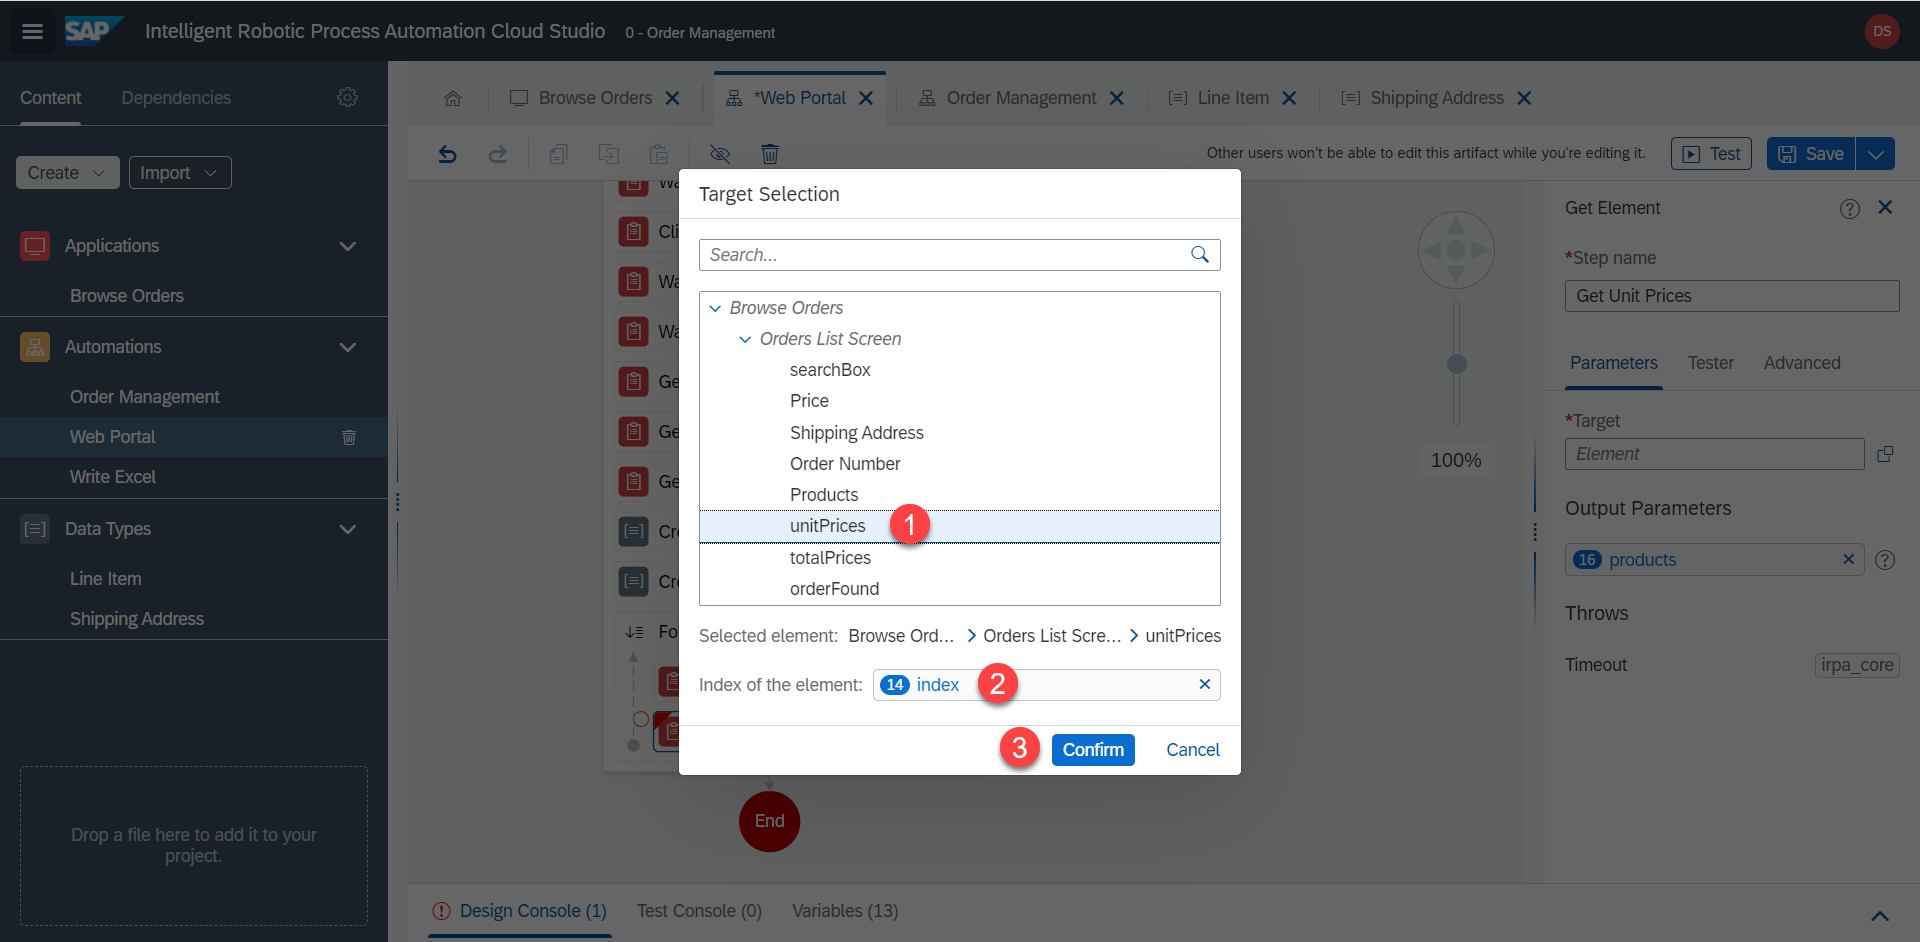 SAP Intelligent Robotic Process Automation Cloud Studio 0 - Order Management DS
Content Dependencies
Browse Orders *Web Portal Order Management Line Item Shipping Address
Create Import
Other users won't be able to edit this artifact while you're editing it. Test Save
Applications
Browse Orders
Automations
Order Management
Web Portal
Write Excel
Data Types
Line Item
Shipping Address
Drop a file here to add it to your
project.
Wa
Cli
Wa
Wa
Ge
Ge
Ge
Cre
Cre
Fo
End
Target Selection
Search...
Browse Orders
Orders List Screen
searchBox
Price
Shipping Address
Order Number
Products
unitPrices 1
totalPrices
orderFound
Selected element: Browse Ord... Orders List Scre... unitPrices
Index of the element: 14 index 2
3 Confirm Cancel
100%
Get Element
*Step name
Get Unit Prices
Parameters Tester Advanced
*Target
Element
Output Parameters
16 products
Throws
Timeout irpa_core
Design Console (1) Test Console (0) Variables (13)